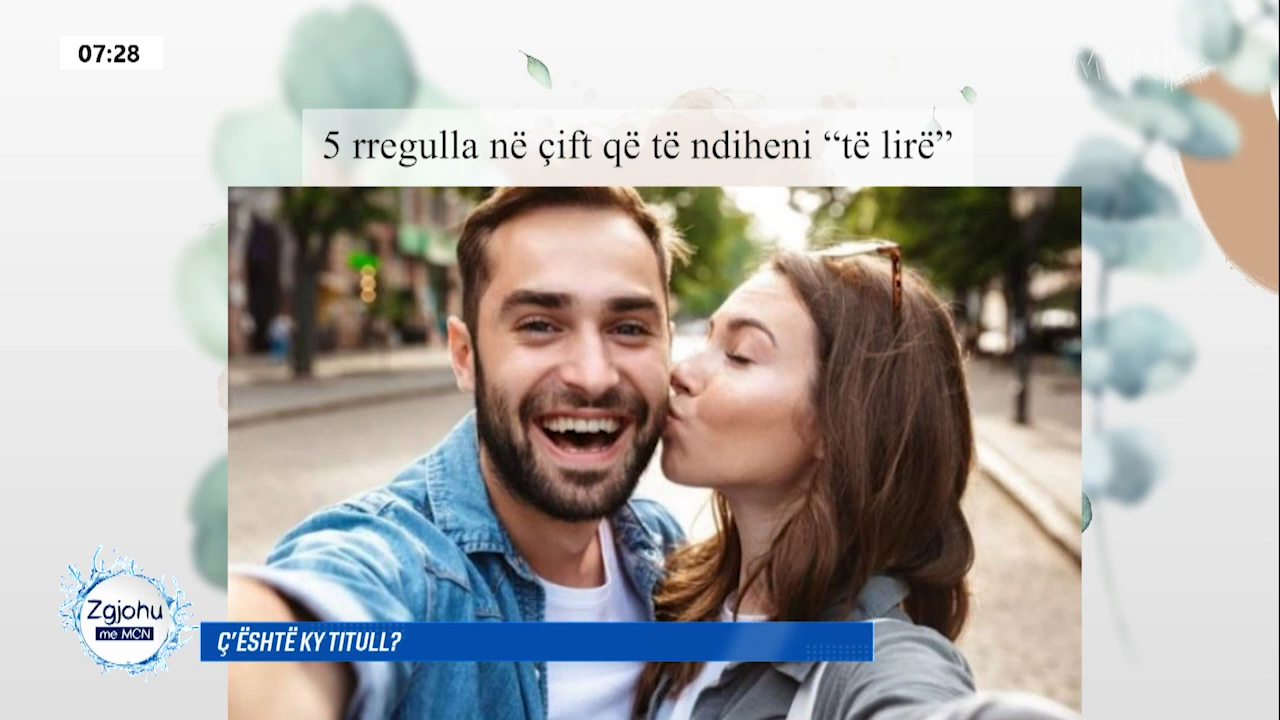 07:28
5 rregulla në çift që të ndiheni “të lirë”
Zgjohu
me MCN
Ç’ËSHTË KY TITULL?